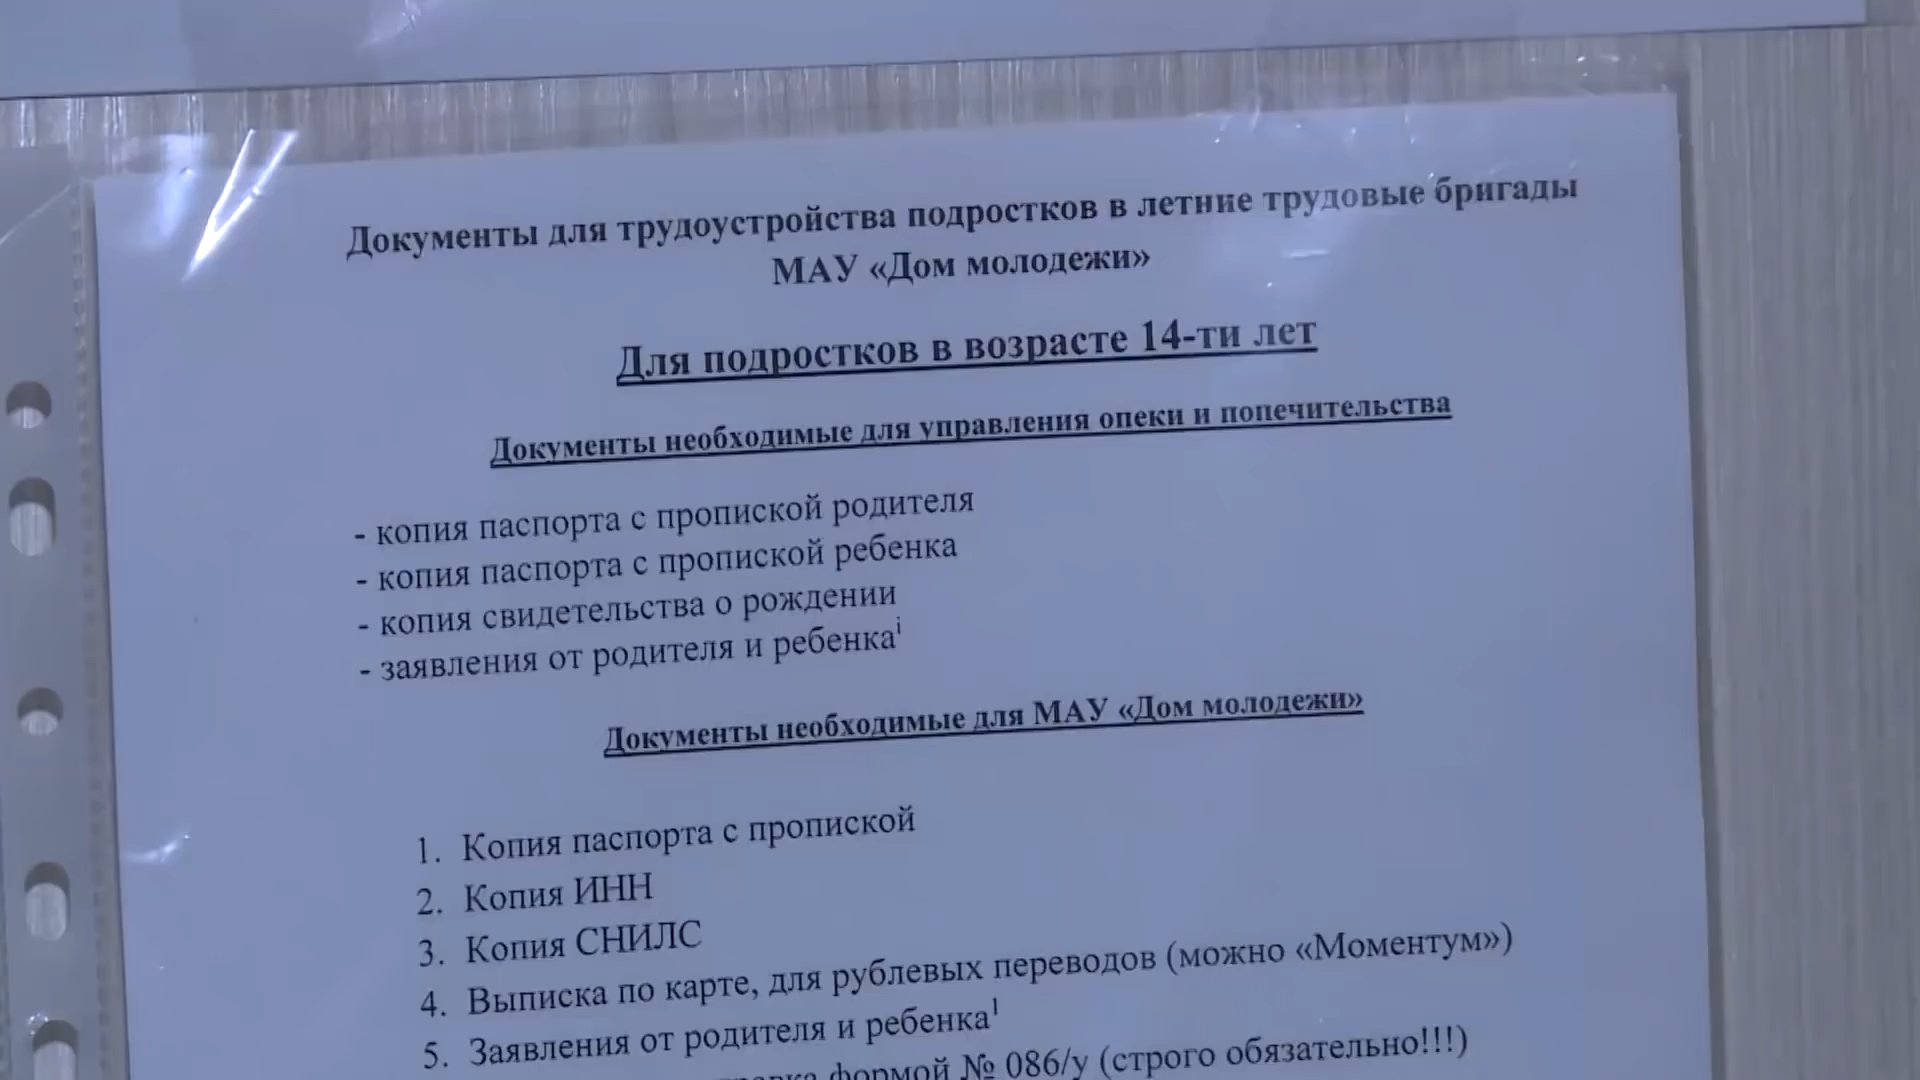 Документы для трудоустройства подростков в летние трудовые бригады
МАУ «Дом молодежи»
Для подростков в возрасте 14-ти лет
Документы необходимые для управления опеки и попечительства
- копия паспорта с пропиской родителя
- копия паспорта с пропиской ребенка
- копия свидетельства о рождении
- заявления от родителя и ребенкаⁱ
Документы необходимые для МАУ «Дом молодежи»
1. Копия паспорта с пропиской
2. Копия ИНН
3. Копия СНИЛС
4. Выписка по карте, для рублевых переводов (можно «Моментум»)
5. Заявления от родителя и ребенка¹
формой № 086/у (строго обязательно!!!)